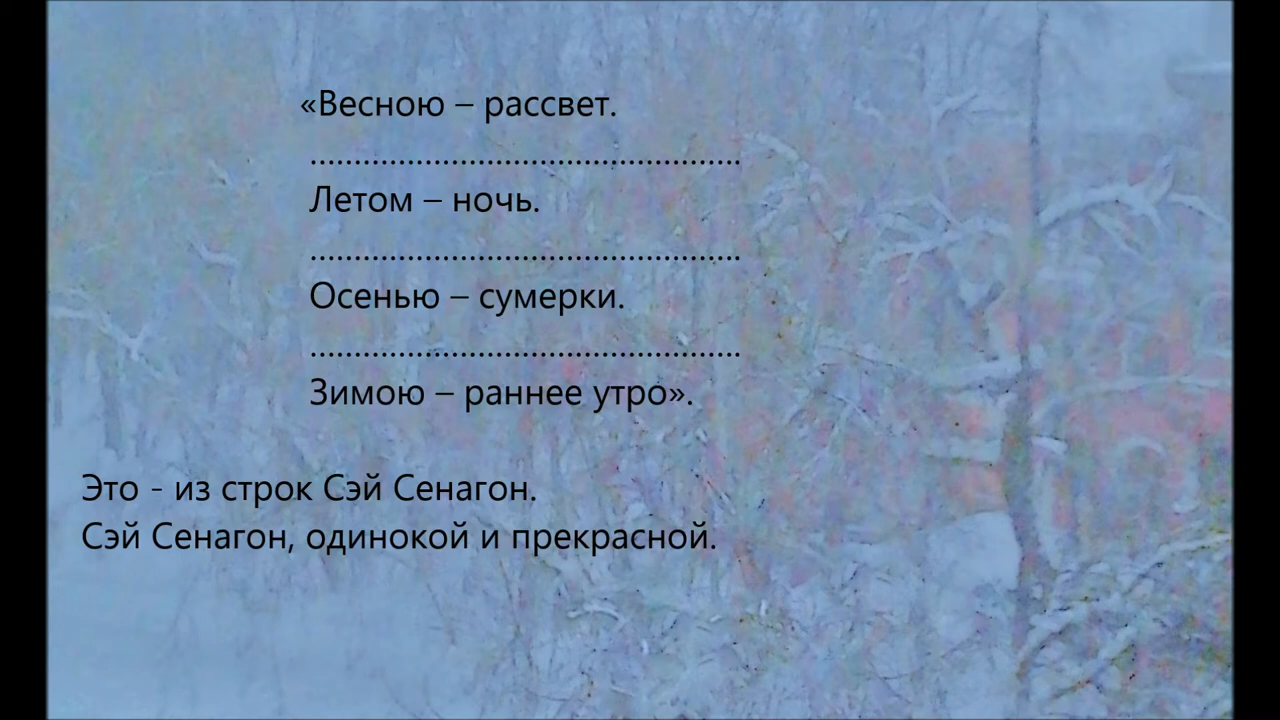 «Весною – рассвет.
................................................
Летом – ночь.
................................................
Осенью – сумерки.
................................................
Зимою – раннее утро».
Это - из строк Сэй Сенагон.
Сэй Сенагон, одинокой и прекрасной.